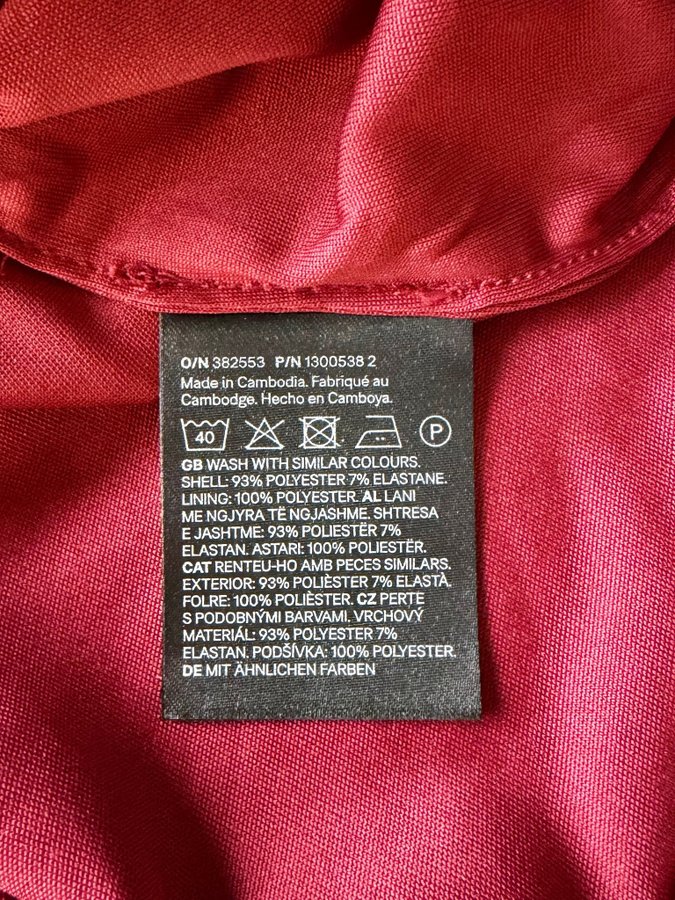 O/N 382553 P/N 1300538 2
Made in Cambodia. Fabriqué au
Cambodge. Hecho en Camboya.
40 P
GB WASH WITH SIMILAR COLOURS.
SHELL: 93% POLYESTER 7% ELASTANE.
LINING: 100% POLYESTER. AL LANI
ME NGJYRA TË NGJASHME. SHTRESA
E JASHTME: 93% POLIESTËR 7%
ELASTAN. ASTARI: 100% POLIESTËR.
CAT RENTEU-HO AMB PECES SIMILARS.
EXTERIOR: 93% POLIÈSTER 7% ELASTÀ.
FOLRE: 100% POLIÈSTER. CZ PERTE
S PODOBNÝMI BARVAMI. VRCHOVÝ
MATERIÁL: 93% POLYESTER 7%
ELASTAN. PODŠÍVKA: 100% POLYESTER.
DE MIT ÄHNLICHEN FARBEN